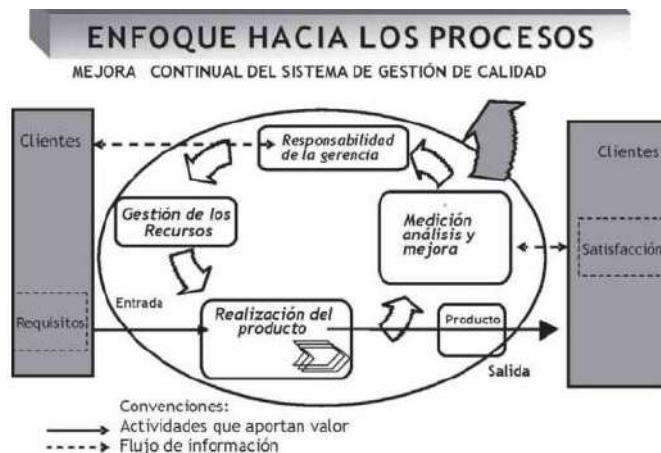 ENFOQUE HACIA LOS PROCESOS
MEJORA CONTINUAL DEL SISTEMA DE GESTIÓN DE CALIDAD
Clientes
Responsabilidad
de la gerencia
Clientes
Gestión de los
Recursos
Medición
análisis y
mejora
Satisfacción
Entrada
Requisitos
Realización del
producto
Producto
Salida
Convenciones:
Actividades que aportan valor
Flujo de información